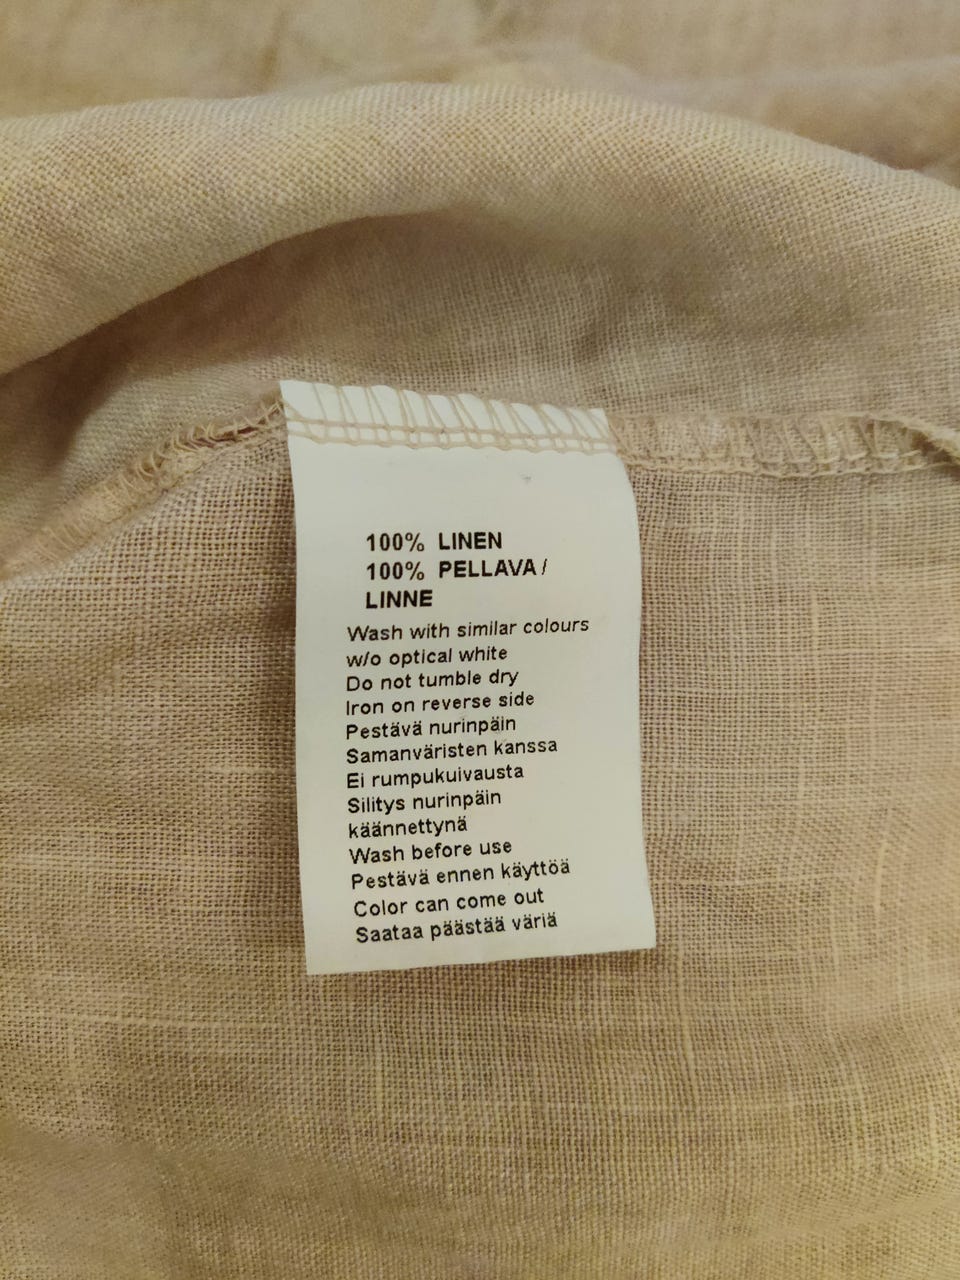 100% LINEN
100% PELLAVA /
LINNE
Wash with similar colours
w/o optical white
Do not tumble dry
Iron on reverse side
Pestävä nurinpäin
Samanväristen kanssa
Ei rumpukuivausta
Silitys nurinpäin
käännettynä
Wash before use
Pestävä ennen käyttöä
Color can come out
Saataa päästää väriä